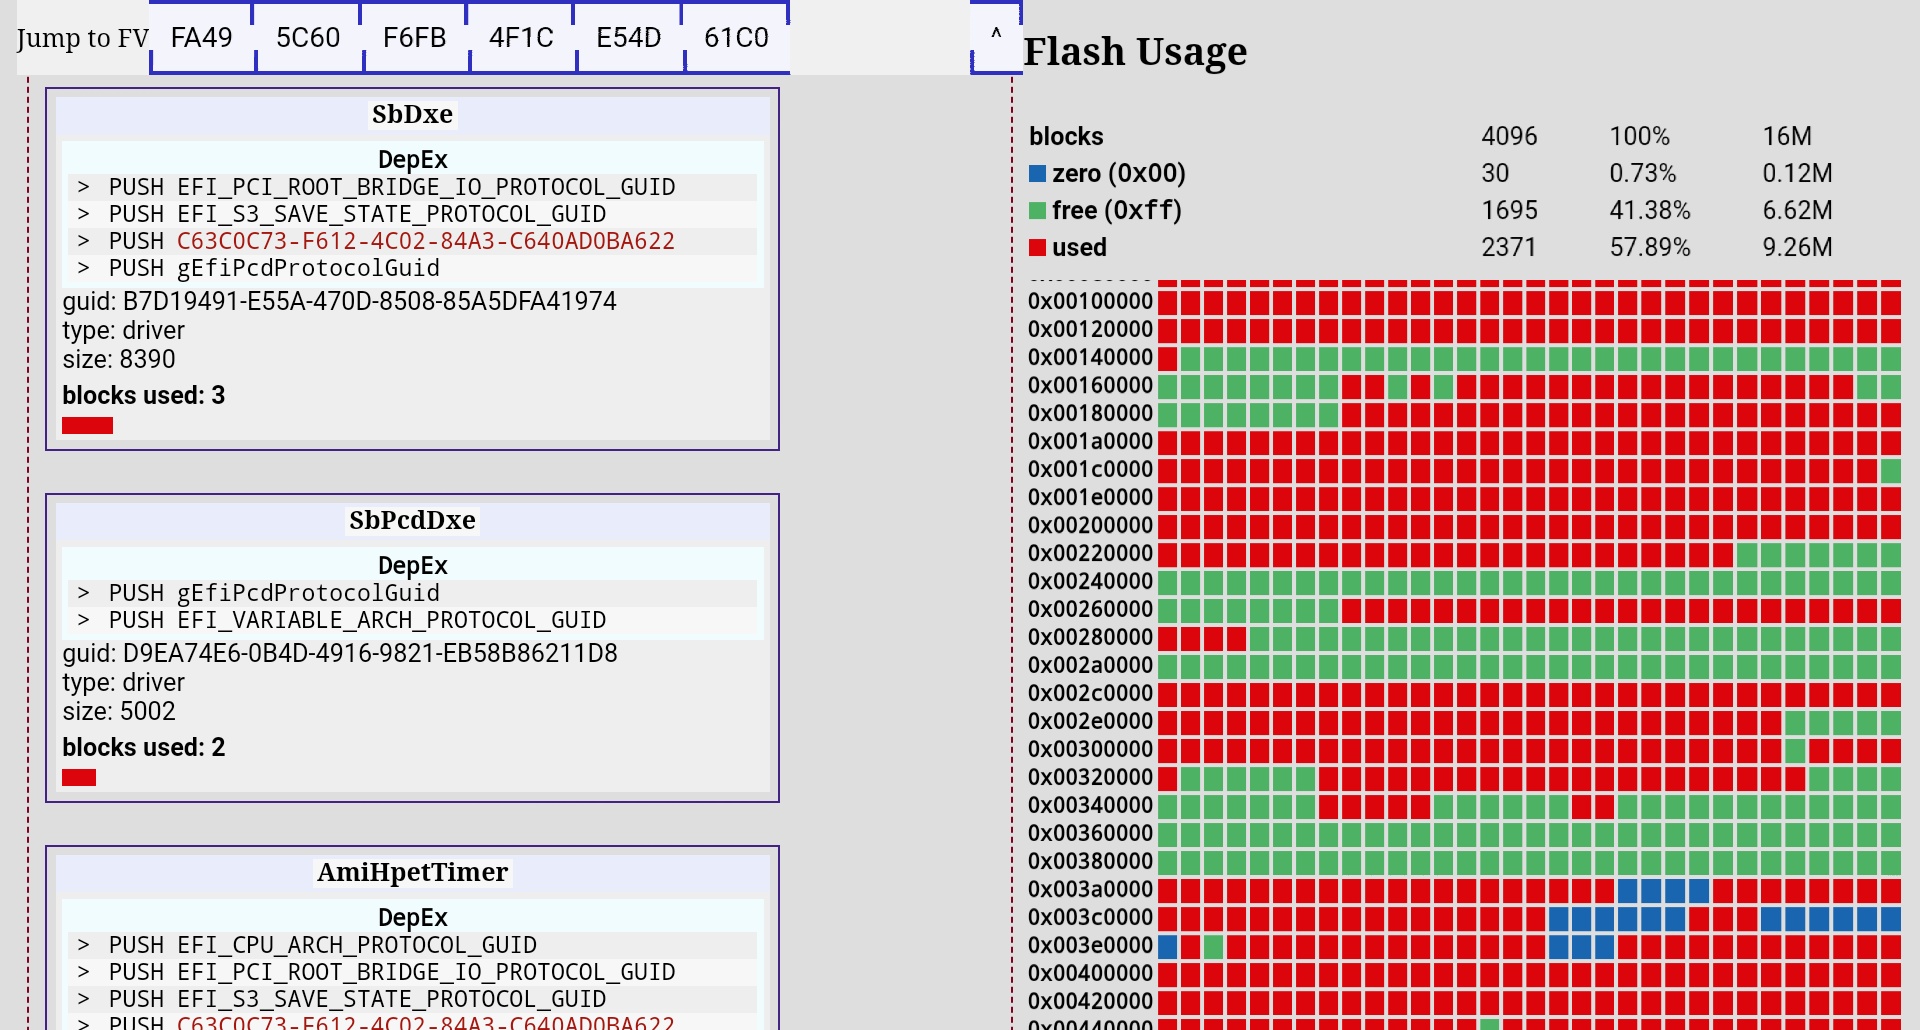 Jump to FV FA49 5C60 F6FB 4F1C E54D 61C0 ^
SbDxe
DepEx
> PUSH EFI_PCI_ROOT_BRIDGE_IO_PROTOCOL_GUID
> PUSH EFI_S3_SAVE_STATE_PROTOCOL_GUID
> PUSH C63C0C73-F612-4C02-84A3-C640AD0BA622
> PUSH gEfiPcdProtocolGuid
guid: B7D19491-E55A-470D-8508-85A5DFA41974
type: driver
size: 8390
blocks used: 3
SbPcdDxe
DepEx
> PUSH gEfiPcdProtocolGuid
> PUSH EFI_VARIABLE_ARCH_PROTOCOL_GUID
guid: D9EA74E6-0B4D-4916-9821-EB58B86211D8
type: driver
size: 5002
blocks used: 2
AmiHpetTimer
DepEx
> PUSH EFI_CPU_ARCH_PROTOCOL_GUID
> PUSH EFI_PCI_ROOT_BRIDGE_IO_PROTOCOL_GUID
> PUSH EFI_S3_SAVE_STATE_PROTOCOL_GUID
> PUSH C63C0C73-F612-4C02-84A3-C640AD0BA622
Flash Usage
blocks 4096 100% 16M
zero (0x00) 30 0.73% 0.12M
free (0xff) 1695 41.38% 6.62M
used 2371 57.89% 9.26M
0x00100000
0x00120000
0x00140000
0x00160000
0x00180000
0x001a0000
0x001c0000
0x001e0000
0x00200000
0x00220000
0x00240000
0x00260000
0x00280000
0x002a0000
0x002c0000
0x002e0000
0x00300000
0x00320000
0x00340000
0x00360000
0x00380000
0x003a0000
0x003c0000
0x003e0000
0x00400000
0x00420000
0x00440000